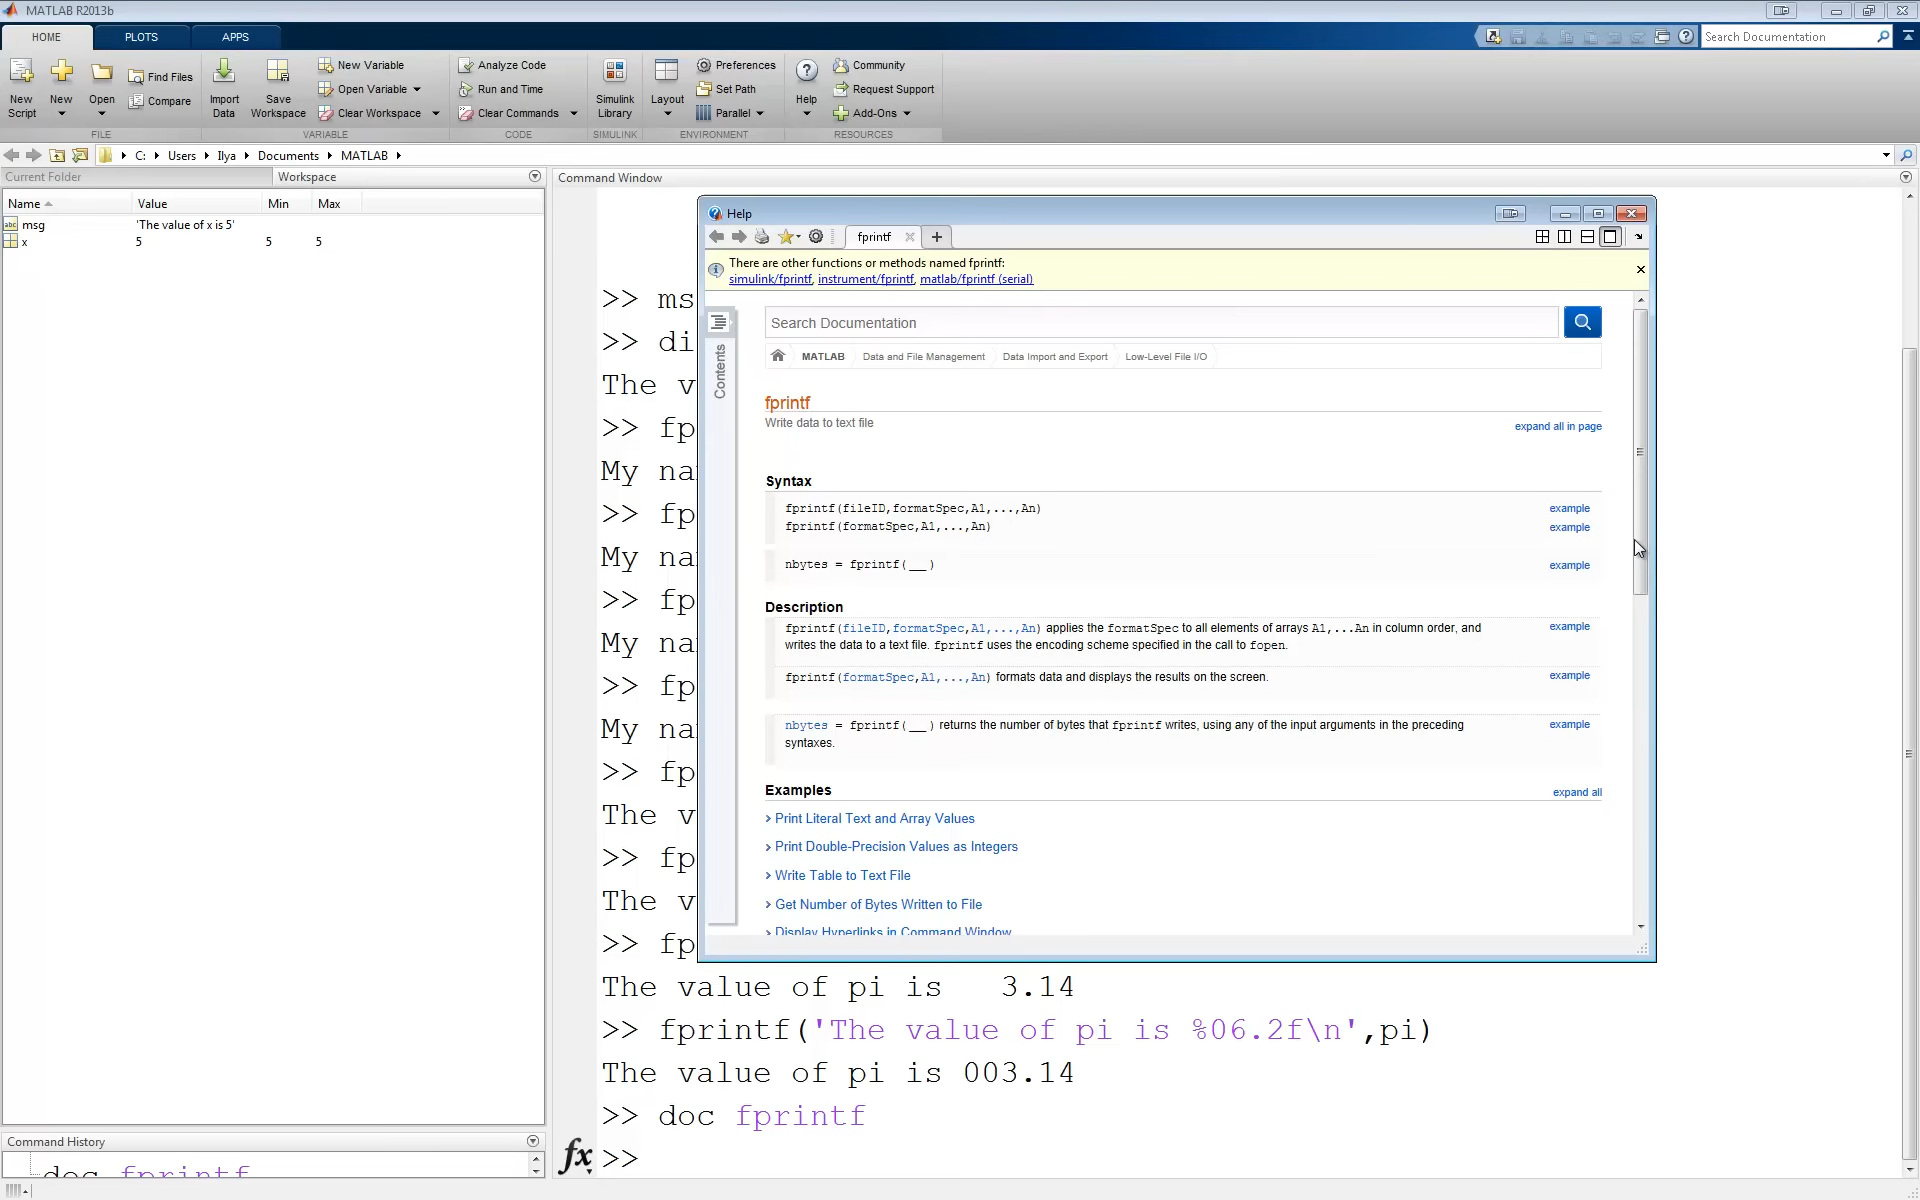 MATLAB R2013b
HOME PLOTS APPS
Search Documentation
New Script
New
Open
Find Files
Compare
Import Data
Save Workspace
New Variable
Open Variable
Clear Workspace
Analyze Code
Run and Time
Clear Commands
Simulink Library
Layout
Preferences
Set Path
Parallel
Help
Community
Request Support
Add-Ons
FILE VARIABLE CODE SIMULINK ENVIRONMENT RESOURCES
C: Users Ilya Documents MATLAB
Current Folder Workspace
Name Value Min Max
msg 'The value of x is 5'
x 5 5 5
Command History
doc fprintf
Command Window
>> ms
>> di
The v
>> fp
My na
>> fp
My na
>> fp
My na
>> fp
My na
>> fp
The v
>> fp
The v
>> fp
The value of pi is   3.14
>> fprintf('The value of pi is %06.2f\n',pi)
The value of pi is 003.14
>> doc fprintf
fx >>
Help
fprintf
There are other functions or methods named fprintf:
simulink/fprintf, instrument/fprintf, matlab/fprintf (serial)
Contents
Search Documentation
MATLAB Data and File Management Data Import and Export Low-Level File I/O
fprintf
Write data to text file
expand all in page
Syntax
fprintf(fileID,formatSpec,A1,...,An) example
fprintf(formatSpec,A1,...,An) example
nbytes = fprintf(__) example
Description
fprintf(fileID,formatSpec,A1,...,An) applies the formatSpec to all elements of arrays A1,...An in column order, and example
writes the data to a text file. fprintf uses the encoding scheme specified in the call to fopen.
fprintf(formatSpec,A1,...,An) formats data and displays the results on the screen. example
nbytes = fprintf(__) returns the number of bytes that fprintf writes, using any of the input arguments in the preceding example
syntaxes.
Examples expand all
Print Literal Text and Array Values
Print Double-Precision Values as Integers
Write Table to Text File
Get Number of Bytes Written to File
Display Hyperlinks in Command Window